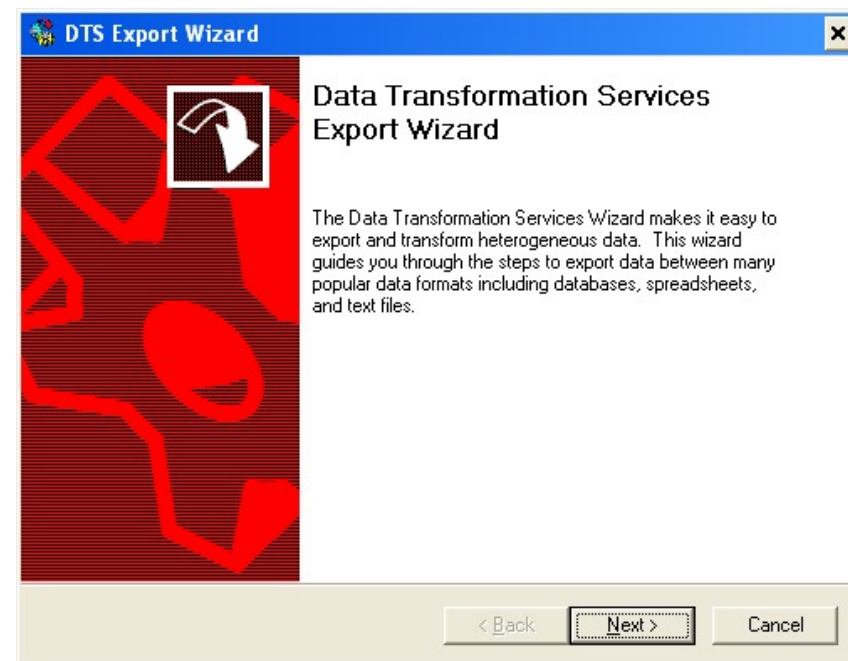 DTS Export Wizard
Data Transformation Services
Export Wizard
The Data Transformation Services Wizard makes it easy to
export and transform heterogeneous data. This wizard
guides you through the steps to export data between many
popular data formats including databases, spreadsheets,
and text files.
< Back
Next >
Cancel